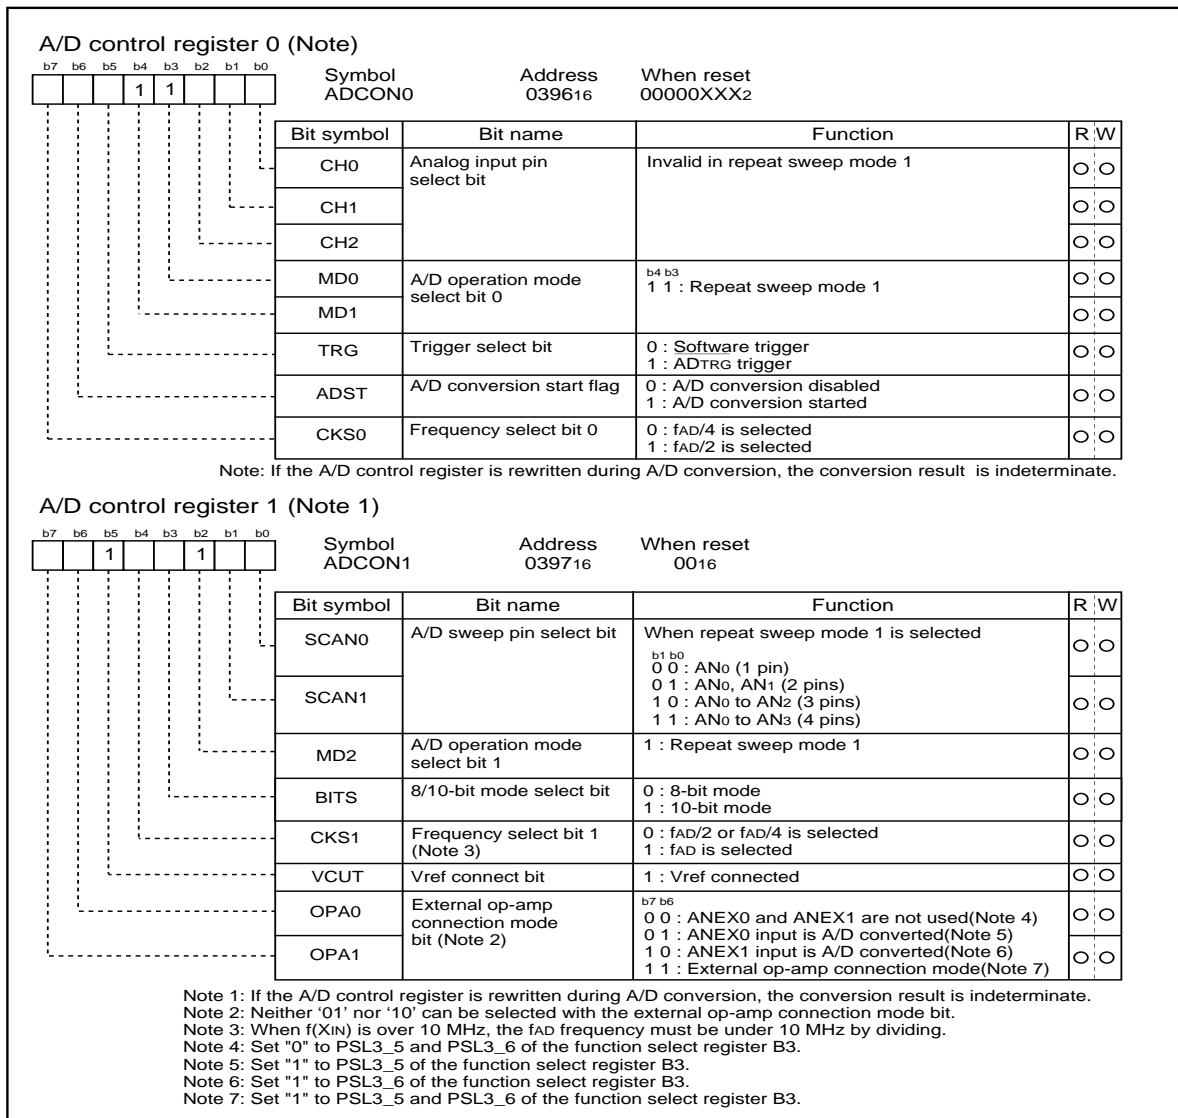 A/D control register 0 (Note)
b7 b6 b5 b4 b3 b2 b1 b0
1 1
Symbol Address When reset
ADCON0 039616 00000XXX2
Bit symbol Bit name Function R W
CH0 Analog input pin select bit Invalid in repeat sweep mode 1
CH1
CH2
MD0 A/D operation mode select bit 0 b4 b3
1 1 : Repeat sweep mode 1
MD1
TRG Trigger select bit 0 : Software trigger
1 : ADTRG trigger
ADST A/D conversion start flag 0 : A/D conversion disabled
1 : A/D conversion started
CKS0 Frequency select bit 0 0 : fAD/4 is selected
1 : fAD/2 is selected
Note: If the A/D control register is rewritten during A/D conversion, the conversion result is indeterminate.
A/D control register 1 (Note 1)
b7 b6 b5 b4 b3 b2 b1 b0
1 1
Symbol Address When reset
ADCON1 039716 0016
Bit symbol Bit name Function R W
SCAN0 A/D sweep pin select bit When repeat sweep mode 1 is selected
b1 b0
0 0 : AN0 (1 pin)
0 1 : AN0, AN1 (2 pins)
SCAN1 1 0 : AN0 to AN2 (3 pins)
1 1 : AN0 to AN3 (4 pins)
MD2 A/D operation mode select bit 1 1 : Repeat sweep mode 1
BITS 8/10-bit mode select bit 0 : 8-bit mode
1 : 10-bit mode
CKS1 Frequency select bit 1 (Note 3) 0 : fAD/2 or fAD/4 is selected
1 : fAD is selected
VCUT Vref connect bit 1 : Vref connected
OPA0 External op-amp connection mode bit (Note 2) b7 b6
0 0 : ANEX0 and ANEX1 are not used(Note 4)
0 1 : ANEX0 input is A/D converted(Note 5)
OPA1 1 0 : ANEX1 input is A/D converted(Note 6)
1 1 : External op-amp connection mode(Note 7)
Note 1: If the A/D control register is rewritten during A/D conversion, the conversion result is indeterminate.
Note 2: Neither ‘01’ nor ‘10’ can be selected with the external op-amp connection mode bit.
Note 3: When f(XIN) is over 10 MHz, the fAD frequency must be under 10 MHz by dividing.
Note 4: Set "0" to PSL3_5 and PSL3_6 of the function select register B3.
Note 5: Set "1" to PSL3_5 of the function select register B3.
Note 6: Set "1" to PSL3_6 of the function select register B3.
Note 7: Set "1" to PSL3_5 and PSL3_6 of the function select register B3.